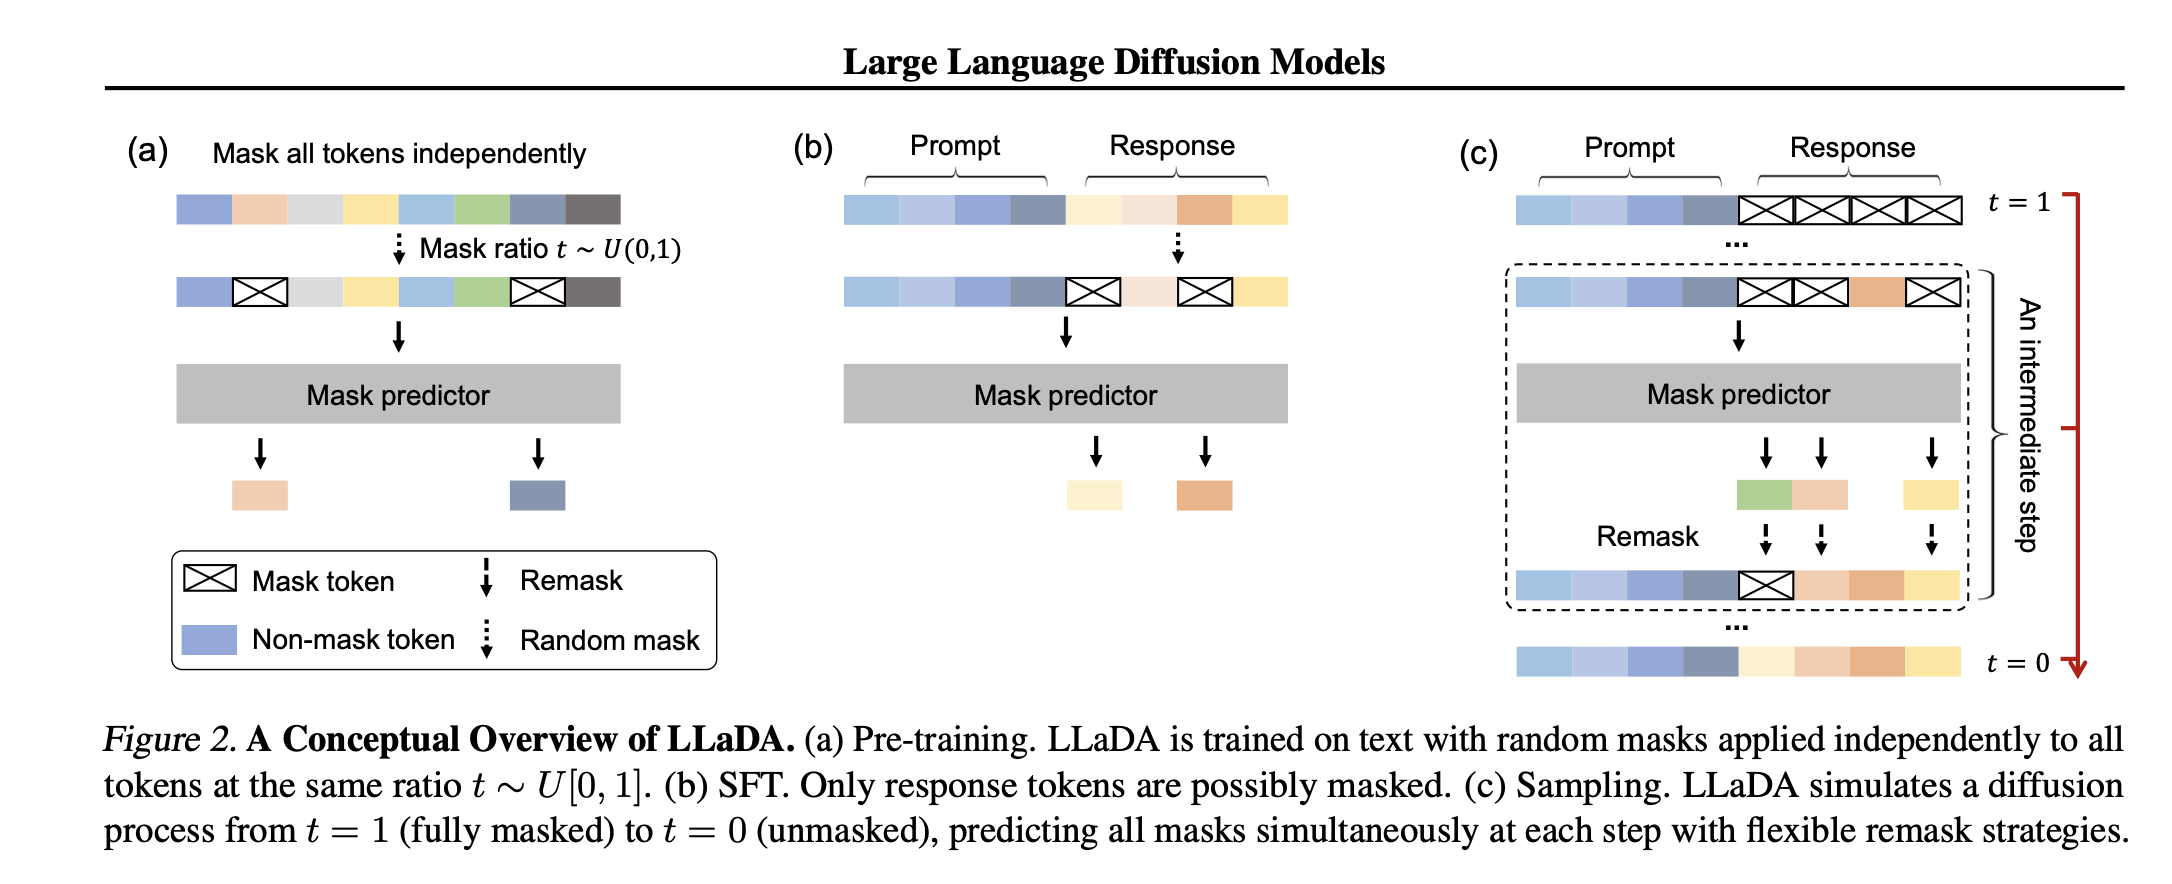 Large Language Diffusion Models
(a)
Mask all tokens independently
Mask ratio t ~ U(0,1)
Mask predictor
Mask token
Remask
Non-mask token
Random mask
(b)
Prompt
Response
Mask predictor
(c)
Prompt
Response
t = 1
...
Mask predictor
Remask
An intermediate step
...
t = 0
Figure 2. A Conceptual Overview of LLaDA. (a) Pre-training. LLaDA is trained on text with random masks applied independently to all
tokens at the same ratio t ∼ U[0, 1]. (b) SFT. Only response tokens are possibly masked. (c) Sampling. LLaDA simulates a diffusion
process from t = 1 (fully masked) to t = 0 (unmasked), predicting all masks simultaneously at each step with flexible remask strategies.